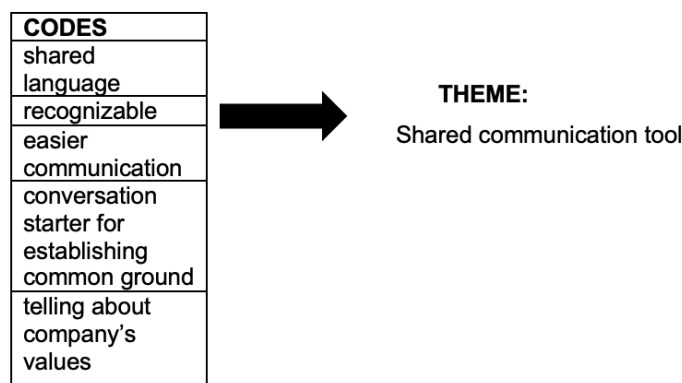 CODES
shared
language
recognizable
easier
communication
conversation
starter for
establishing
common ground
telling about
company's
values
THEME:
Shared communication tool